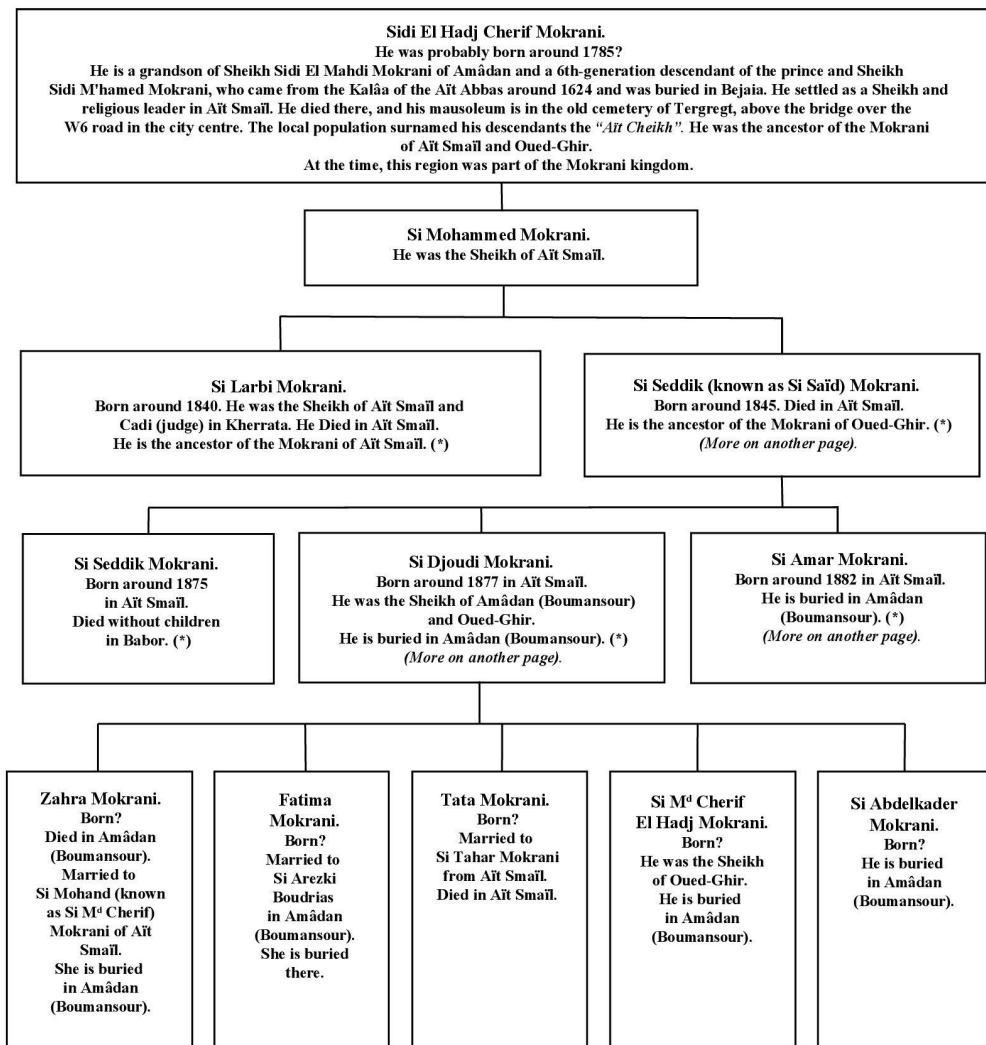 Sidi El Hadj Cherif Mokrani.
He was probably born around 1785?
He is a grandson of Sheikh Sidi El Mahdi Mokrani of Amâdan and a 6th-generation descendant of the prince and Sheikh
Sidi M'hamed Mokrani, who came from the Kalâa of the Aït Abbas around 1624 and was buried in Bejaia. He settled as a Sheikh and
religious leader in Aït Smaïl. He died there, and his mausoleum is in the old cemetery of Tergregt, above the bridge over the
W6 road in the city centre. The local population surnamed his descendants the “Aït Cheikh”. He was the ancestor of the Mokrani
of Aït Smaïl and Oued-Ghir.
At the time, this region was part of the Mokrani kingdom.
Si Mohammed Mokrani.
He was the Sheikh of Aït Smaïl.
Si Larbi Mokrani.
Born around 1840. He was the Sheikh of Aït Smaïl and
Cadi (judge) in Kherrata. He Died in Aït Smaïl.
He is the ancestor of the Mokrani of Aït Smaïl. (*)
Si Seddik (known as Si Saïd) Mokrani.
Born around 1845. Died in Aït Smaïl.
He is the ancestor of the Mokrani of Oued-Ghir. (*)
(More on another page).
Si Seddik Mokrani.
Born around 1875
in Aït Smaïl.
Died without children
in Babor. (*)
Si Djoudi Mokrani.
Born around 1877 in Aït Smaïl.
He was the Sheikh of Amâdan (Boumansour)
and Oued-Ghir.
He is buried in Amâdan (Boumansour). (*)
(More on another page).
Si Amar Mokrani.
Born around 1882 in Aït Smaïl.
He is buried in Amâdan
(Boumansour). (*)
(More on another page).
Zahra Mokrani.
Born?
Died in Amâdan
(Boumansour).
Married to
Si Mohand (known
as Si Mᵈ Cherif)
Mokrani of Aït
Smaïl.
She is buried
in Amâdan
(Boumansour).
Fatima
Mokrani.
Born?
Married to
Si Arezki
Boudrias
in Amâdan
(Boumansour).
She is buried
there.
Tata Mokrani.
Born?
Married to
Si Tahar Mokrani
from Aït Smaïl.
Died in Aït Smaïl.
Si Mᵈ Cherif
El Hadj Mokrani.
Born?
He was the Sheikh
of Oued-Ghir.
He is buried
in Amâdan
(Boumansour).
Si Abdelkader
Mokrani.
Born?
He is buried
in Amâdan
(Boumansour).